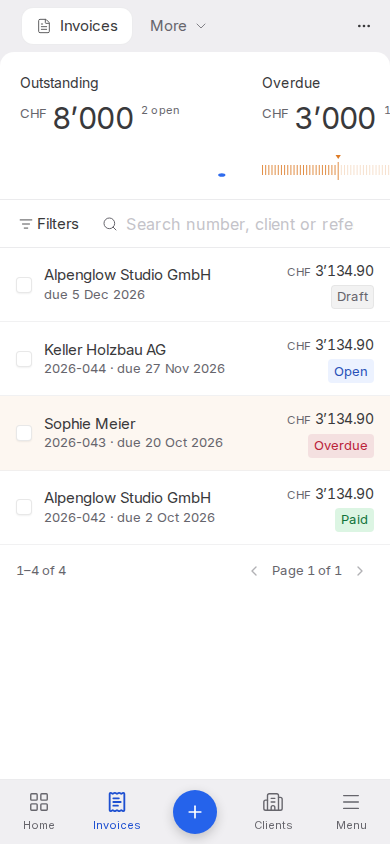 Invoices More
Outstanding Overdue
CHF 8’000 2 open CHF 3’000 1
Filters Search number, client or refe
Alpenglow Studio GmbH CHF 3’134.90
due 5 Dec 2026 Draft
Keller Holzbau AG CHF 3’134.90
2026-044 · due 27 Nov 2026 Open
Sophie Meier CHF 3’134.90
2026-043 · due 20 Oct 2026 Overdue
Alpenglow Studio GmbH CHF 3’134.90
2026-042 · due 2 Oct 2026 Paid
1–4 of 4 Page 1 of 1
Home Invoices Clients Menu